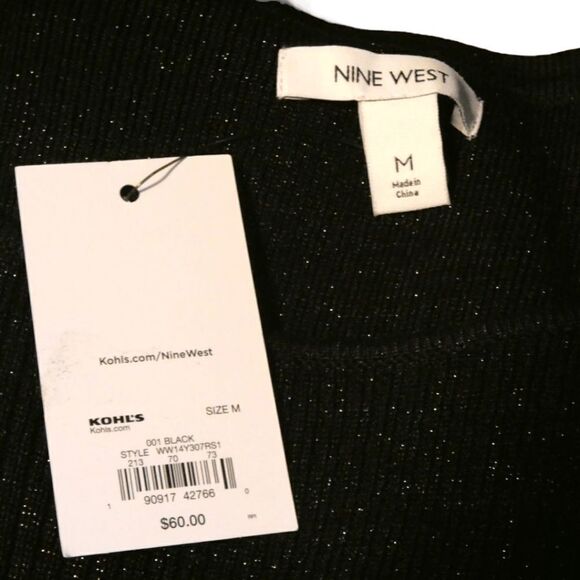 NINE WEST
M
Made in
China
Kohls.com/NineWest
KOHL'S
Kohls.com
SIZE M
001 BLACK
STYLE WW14Y307RS1
213 70 73
1 90917 42766 0
$60.00